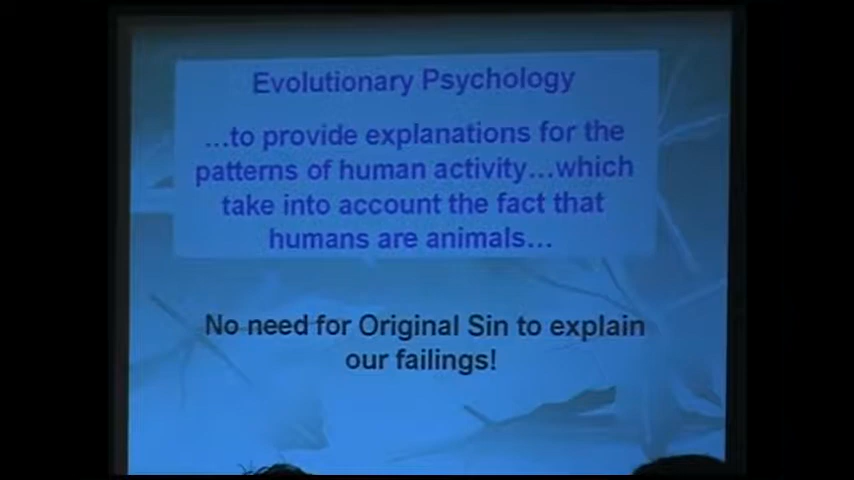 Evolutionary Psychology
...to provide explanations for the
patterns of human activity...which
take into account the fact that
humans are animals...
No need for Original Sin to explain
our failings!